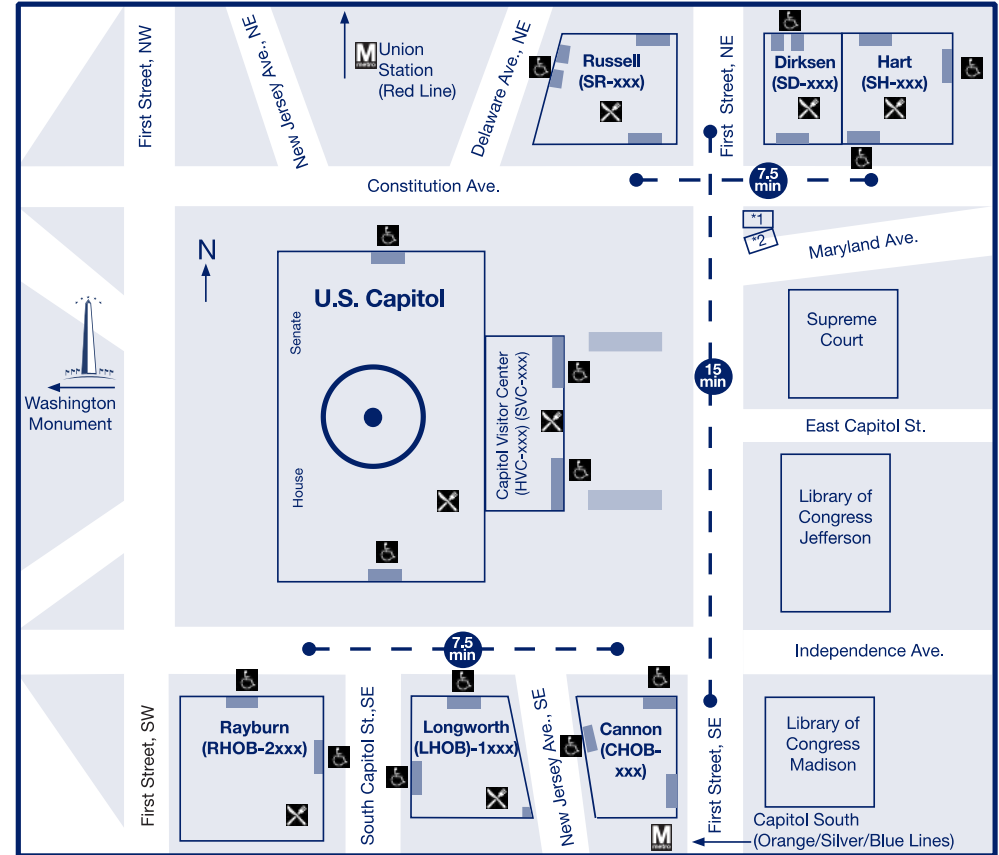 First Street, NW
New Jersey Ave., NE
M
metro
Union
Station
(Red Line)
Delaware Ave., NE
Russell
(SR-xxx)
First Street, NE
Dirksen
(SD-xxx)
Hart
(SH-xxx)
Constitution Ave.
7.5
min
*1
*2
Maryland Ave.
N
U.S. Capitol
Senate
House
Capitol Visitor Center
(HVC-xxx) (SVC-xxx)
Supreme
Court
15
min
Washington
Monument
East Capitol St.
Library of
Congress
Jefferson
7.5
min
Independence Ave.
First Street, SW
Rayburn
(RHOB-2xxx)
South Capitol St.,SE
Longworth
(LHOB)-1xxx)
New Jersey Ave., SE
Cannon
(CHOB-
xxx)
First Street, SE
Library of
Congress
Madison
M
metro
Capitol South
(Orange/Silver/Blue Lines)